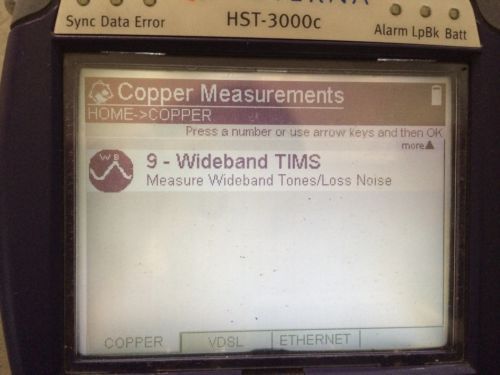 Sync Data Error
HST-3000c
Alarm LpBk Batt
Copper Measurements
HOME->COPPER
Press a number or use arrow keys and then OK
more▲
W B
9 - Wideband TIMS
Measure Wideband Tones/Loss Noise
COPPER
VDSL
ETHERNET